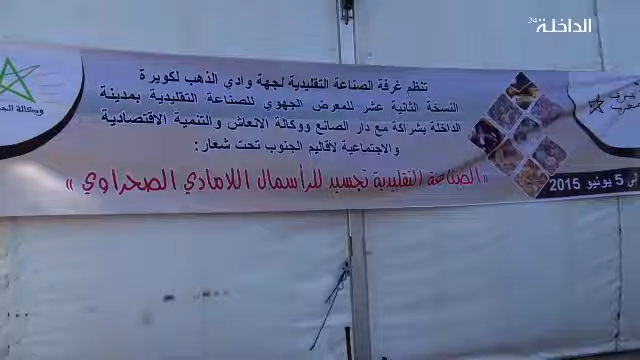 الداخلة24
تنظم غرفة الصناعة التقليدية لجهة وادي الذهب لكويرة
النسخة الثانية عشر للمعرض الجهوي للصناعة التقليدية بمدينة
الداخلة بشراكة مع دار الصانع ووكالة الانعاش والتنمية الاقتصادية
والاجتماعية لأقاليم الجنوب تحت شعار:
«الصناعة التقليدية تجسيد للرأسمال اللامادي الصحراوي»
5 يونيو 2015
وكالة